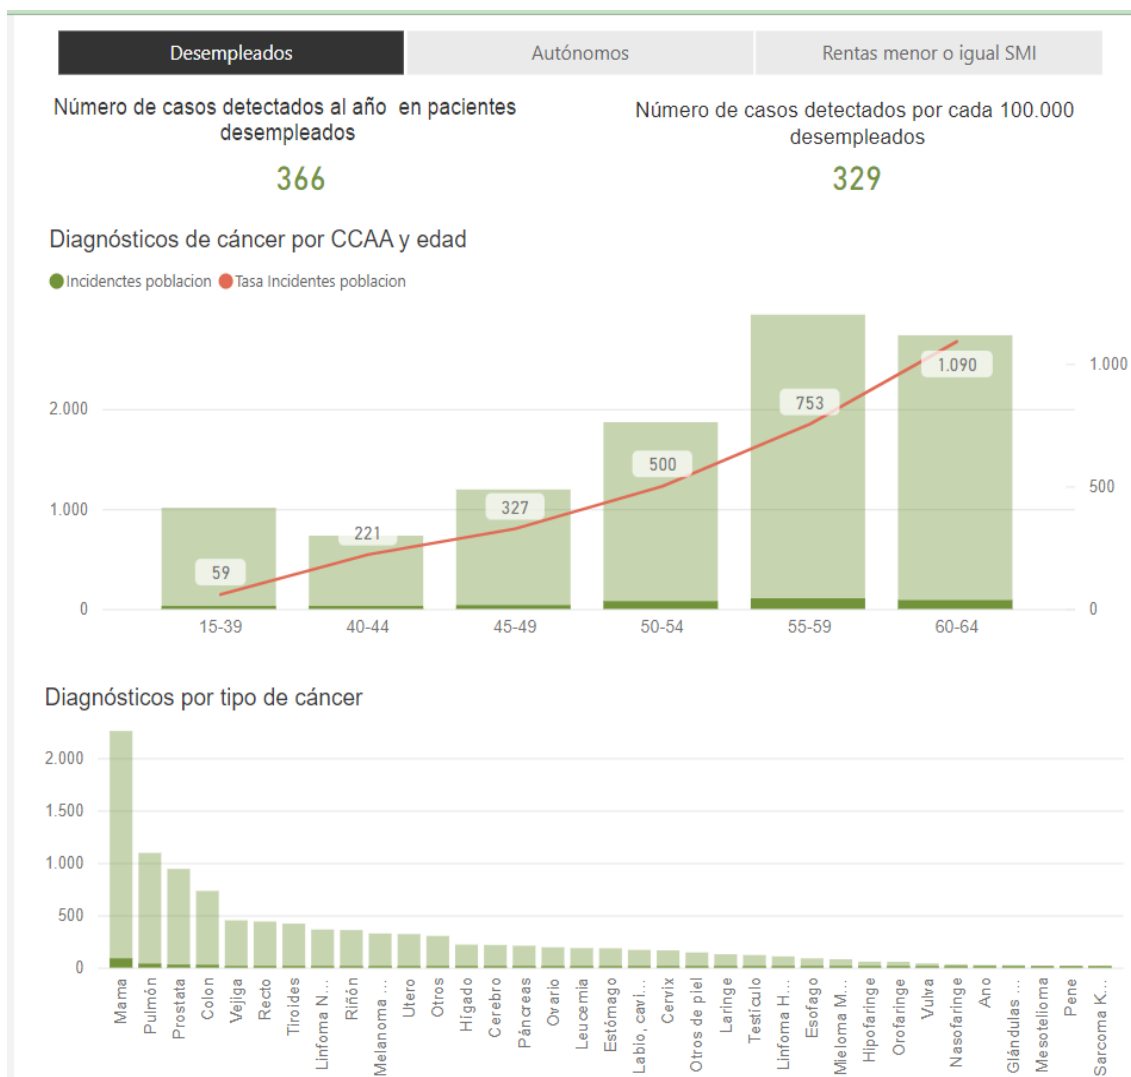 Desempleados
Autónomos
Rentas menor o igual SMI
Número de casos detectados al año en pacientes
desempleados
366
Número de casos detectados por cada 100.000
desempleados
329
Diagnósticos de cáncer por CCAA y edad
Incidenctes poblacion
Tasa Incidentes poblacion
2.000
1.000
0
1.000
500
0
59
221
327
500
753
1.090
15-39
40-44
45-49
50-54
55-59
60-64
Diagnósticos por tipo de cáncer
2.000
1.500
1.000
500
0
Mama
Pulmón
Prostata
Colon
Vejiga
Recto
Tiroides
Linfoma N...
Riñón
Melanoma ...
Utero
Otros
Hígado
Cerebro
Páncreas
Ovario
Leucemia
Estómago
Labio, cavi...
Cervix
Otros de piel
Laringe
Testículo
Linfoma H...
Esofago
Mieloma M...
Hipofaringe
Orofaringe
Vulva
Nasofaringe
Ano
Glándulas ...
Mesotelioma
Pene
Sarcoma K...